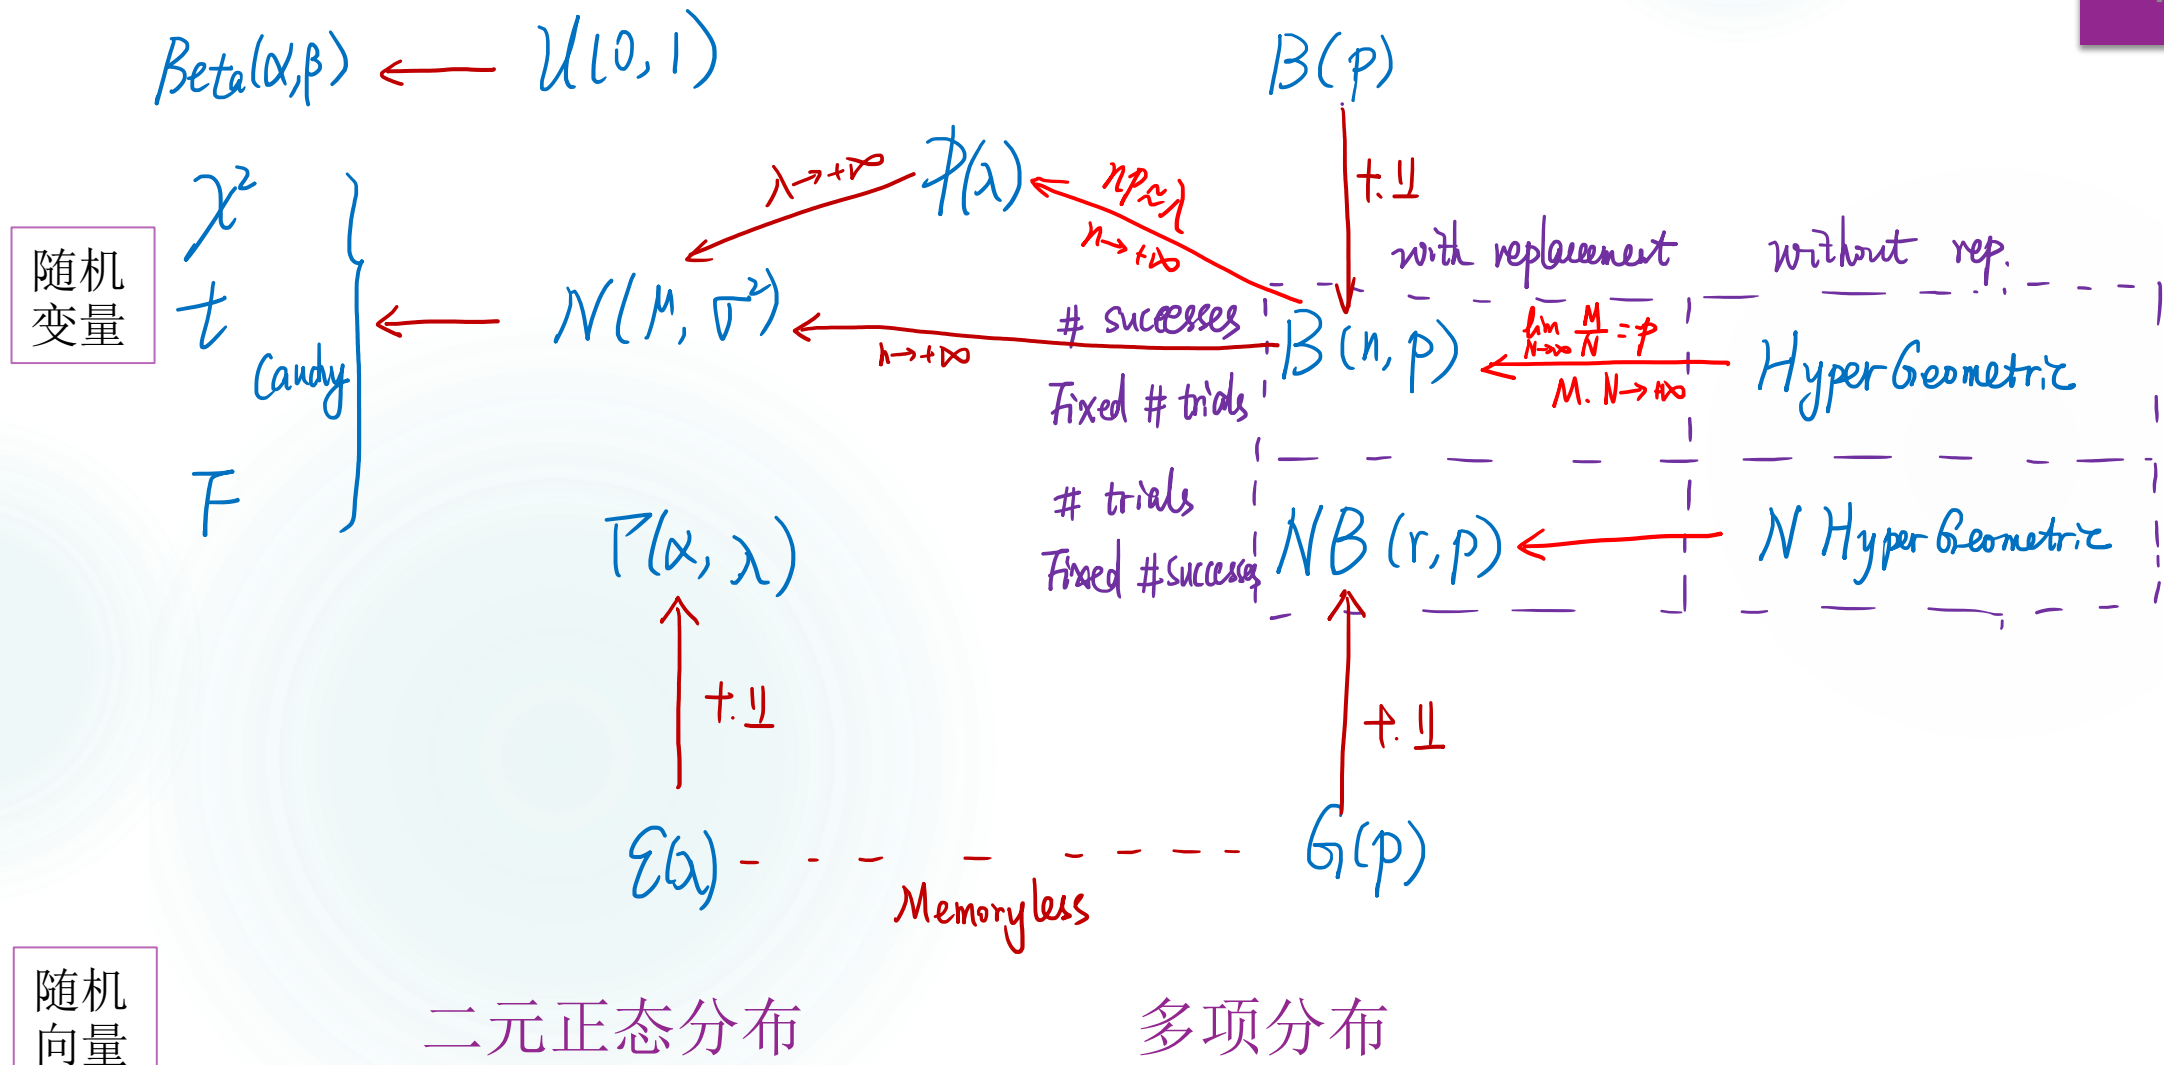 Beta(α,β) ← U(0,1)
B(p)
χ²
t
Candy
F
随机
变量
λ→+∞
P(λ)
np≈λ
n→+∞
+.⫫
with replacement
without rep.
N(μ,σ²)
n→+∞
# successes
Fixed # trials
B(n,p)
lim M/N = p
N→∞
M.N→+∞
HyperGeometric
# trials
Fixed #successes
NB(r,p)
N HyperGeometric
Γ(α,λ)
+.⫫
+.⫫
ℰ(λ)
Memoryless
G(p)
随机
向量
二元正态分布
多项分布